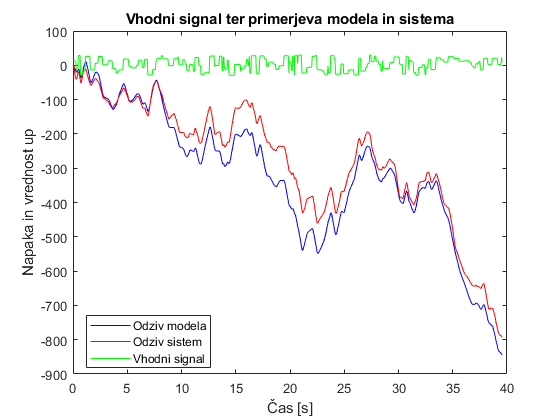 Vhodni signal ter primerjeva modela in sistema
Napaka in vrednost up
100
0
-100
-200
-300
-400
-500
-600
-700
-800
-900
Odziv modela
Odziv sistem
Vhodni signal
0 5 10 15 20 25 30 35 40
Čas [s]